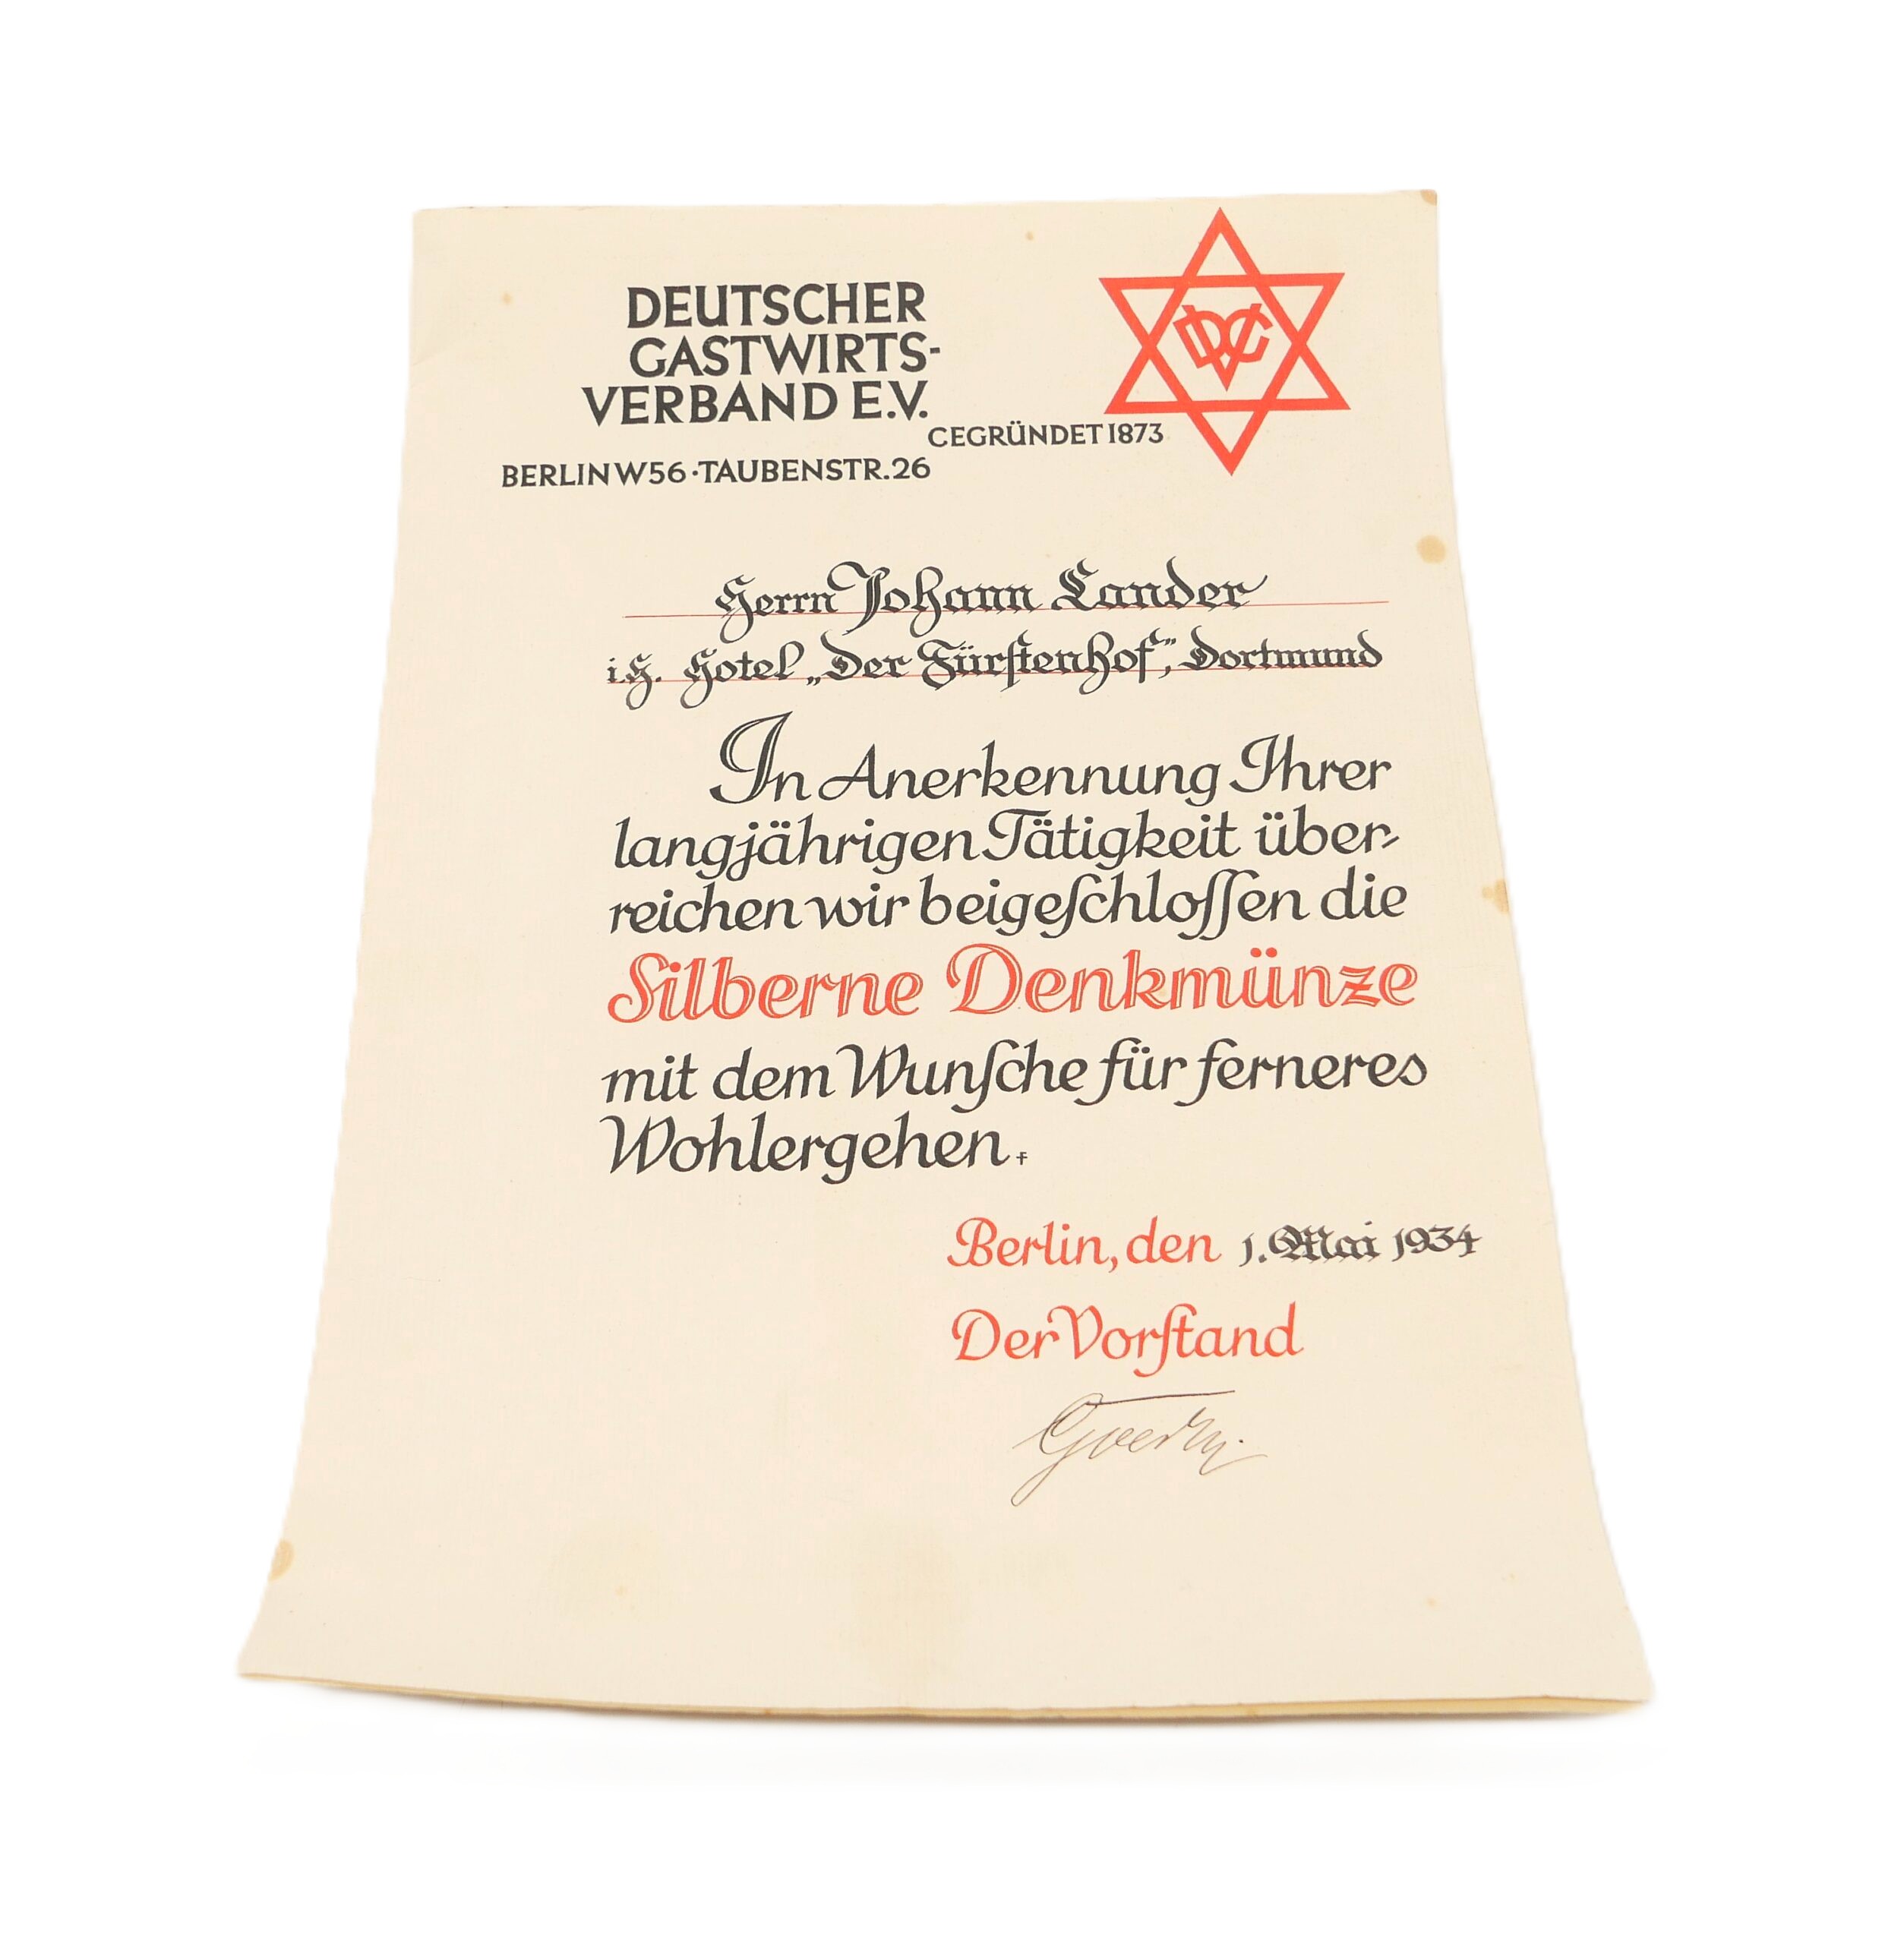 DEUTSCHER
GASTWIRTS-
VERBAND E.V.
GEGRÜNDET 1873
BERLIN W 56 · TAUBENSTR. 26
DGV
Herrn Johann Lander
i.H. Hotel „Der Fürstenhof“, Dortmund
In Anerkennung Ihrer
langjährigen Tätigkeit über-
reichen wir beigeſchloſſen die
Silberne Denkmünze
mit dem Wunſche für ferneres
Wohlergehen.
Berlin, den 1. Mai 1934
Der Vorſtand